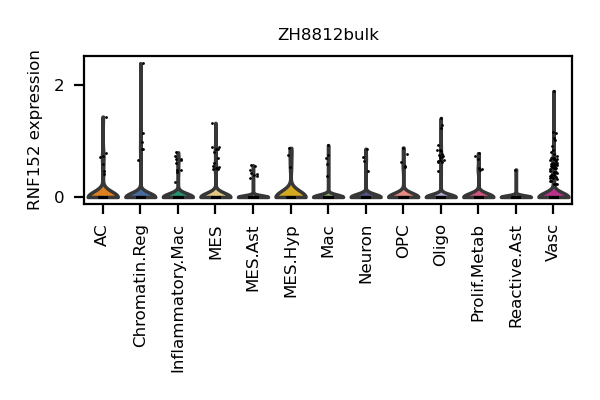 ZH8812bulk
RNF152 expression
2
0
AC
Chromatin.Reg
Inflammatory.Mac
MES
MES.Ast
MES.Hyp
Mac
Neuron
OPC
Oligo
Prolif.Metab
Reactive.Ast
Vasc